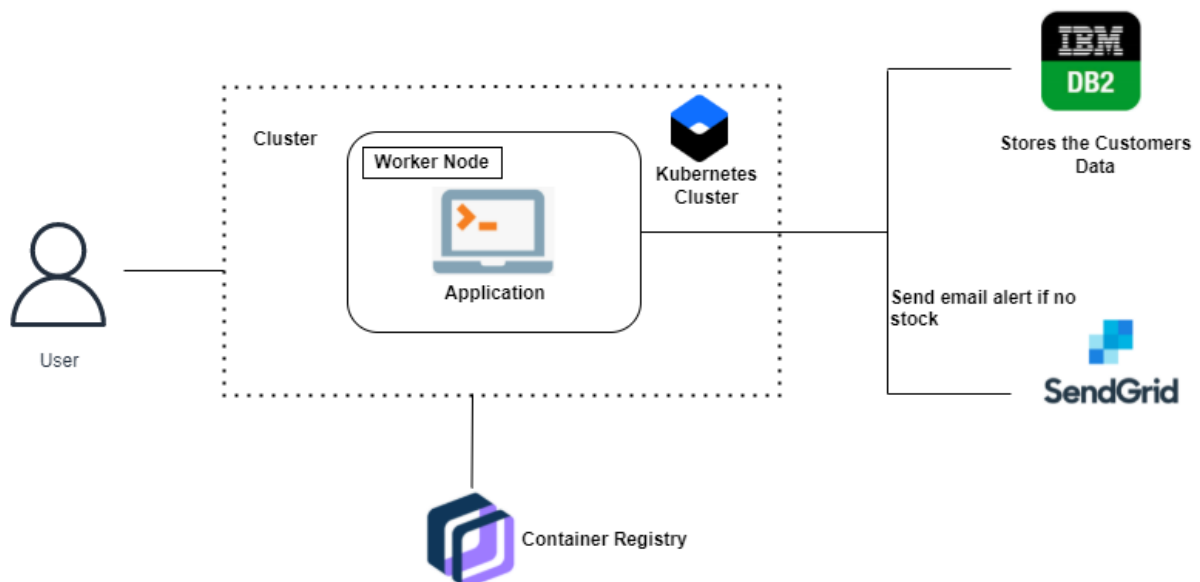 IBM
DB2
Stores the Customers
Data
Cluster
Worker Node
Kubernetes
Cluster
Application
User
Send email alert if no
stock
SendGrid
Container Registry